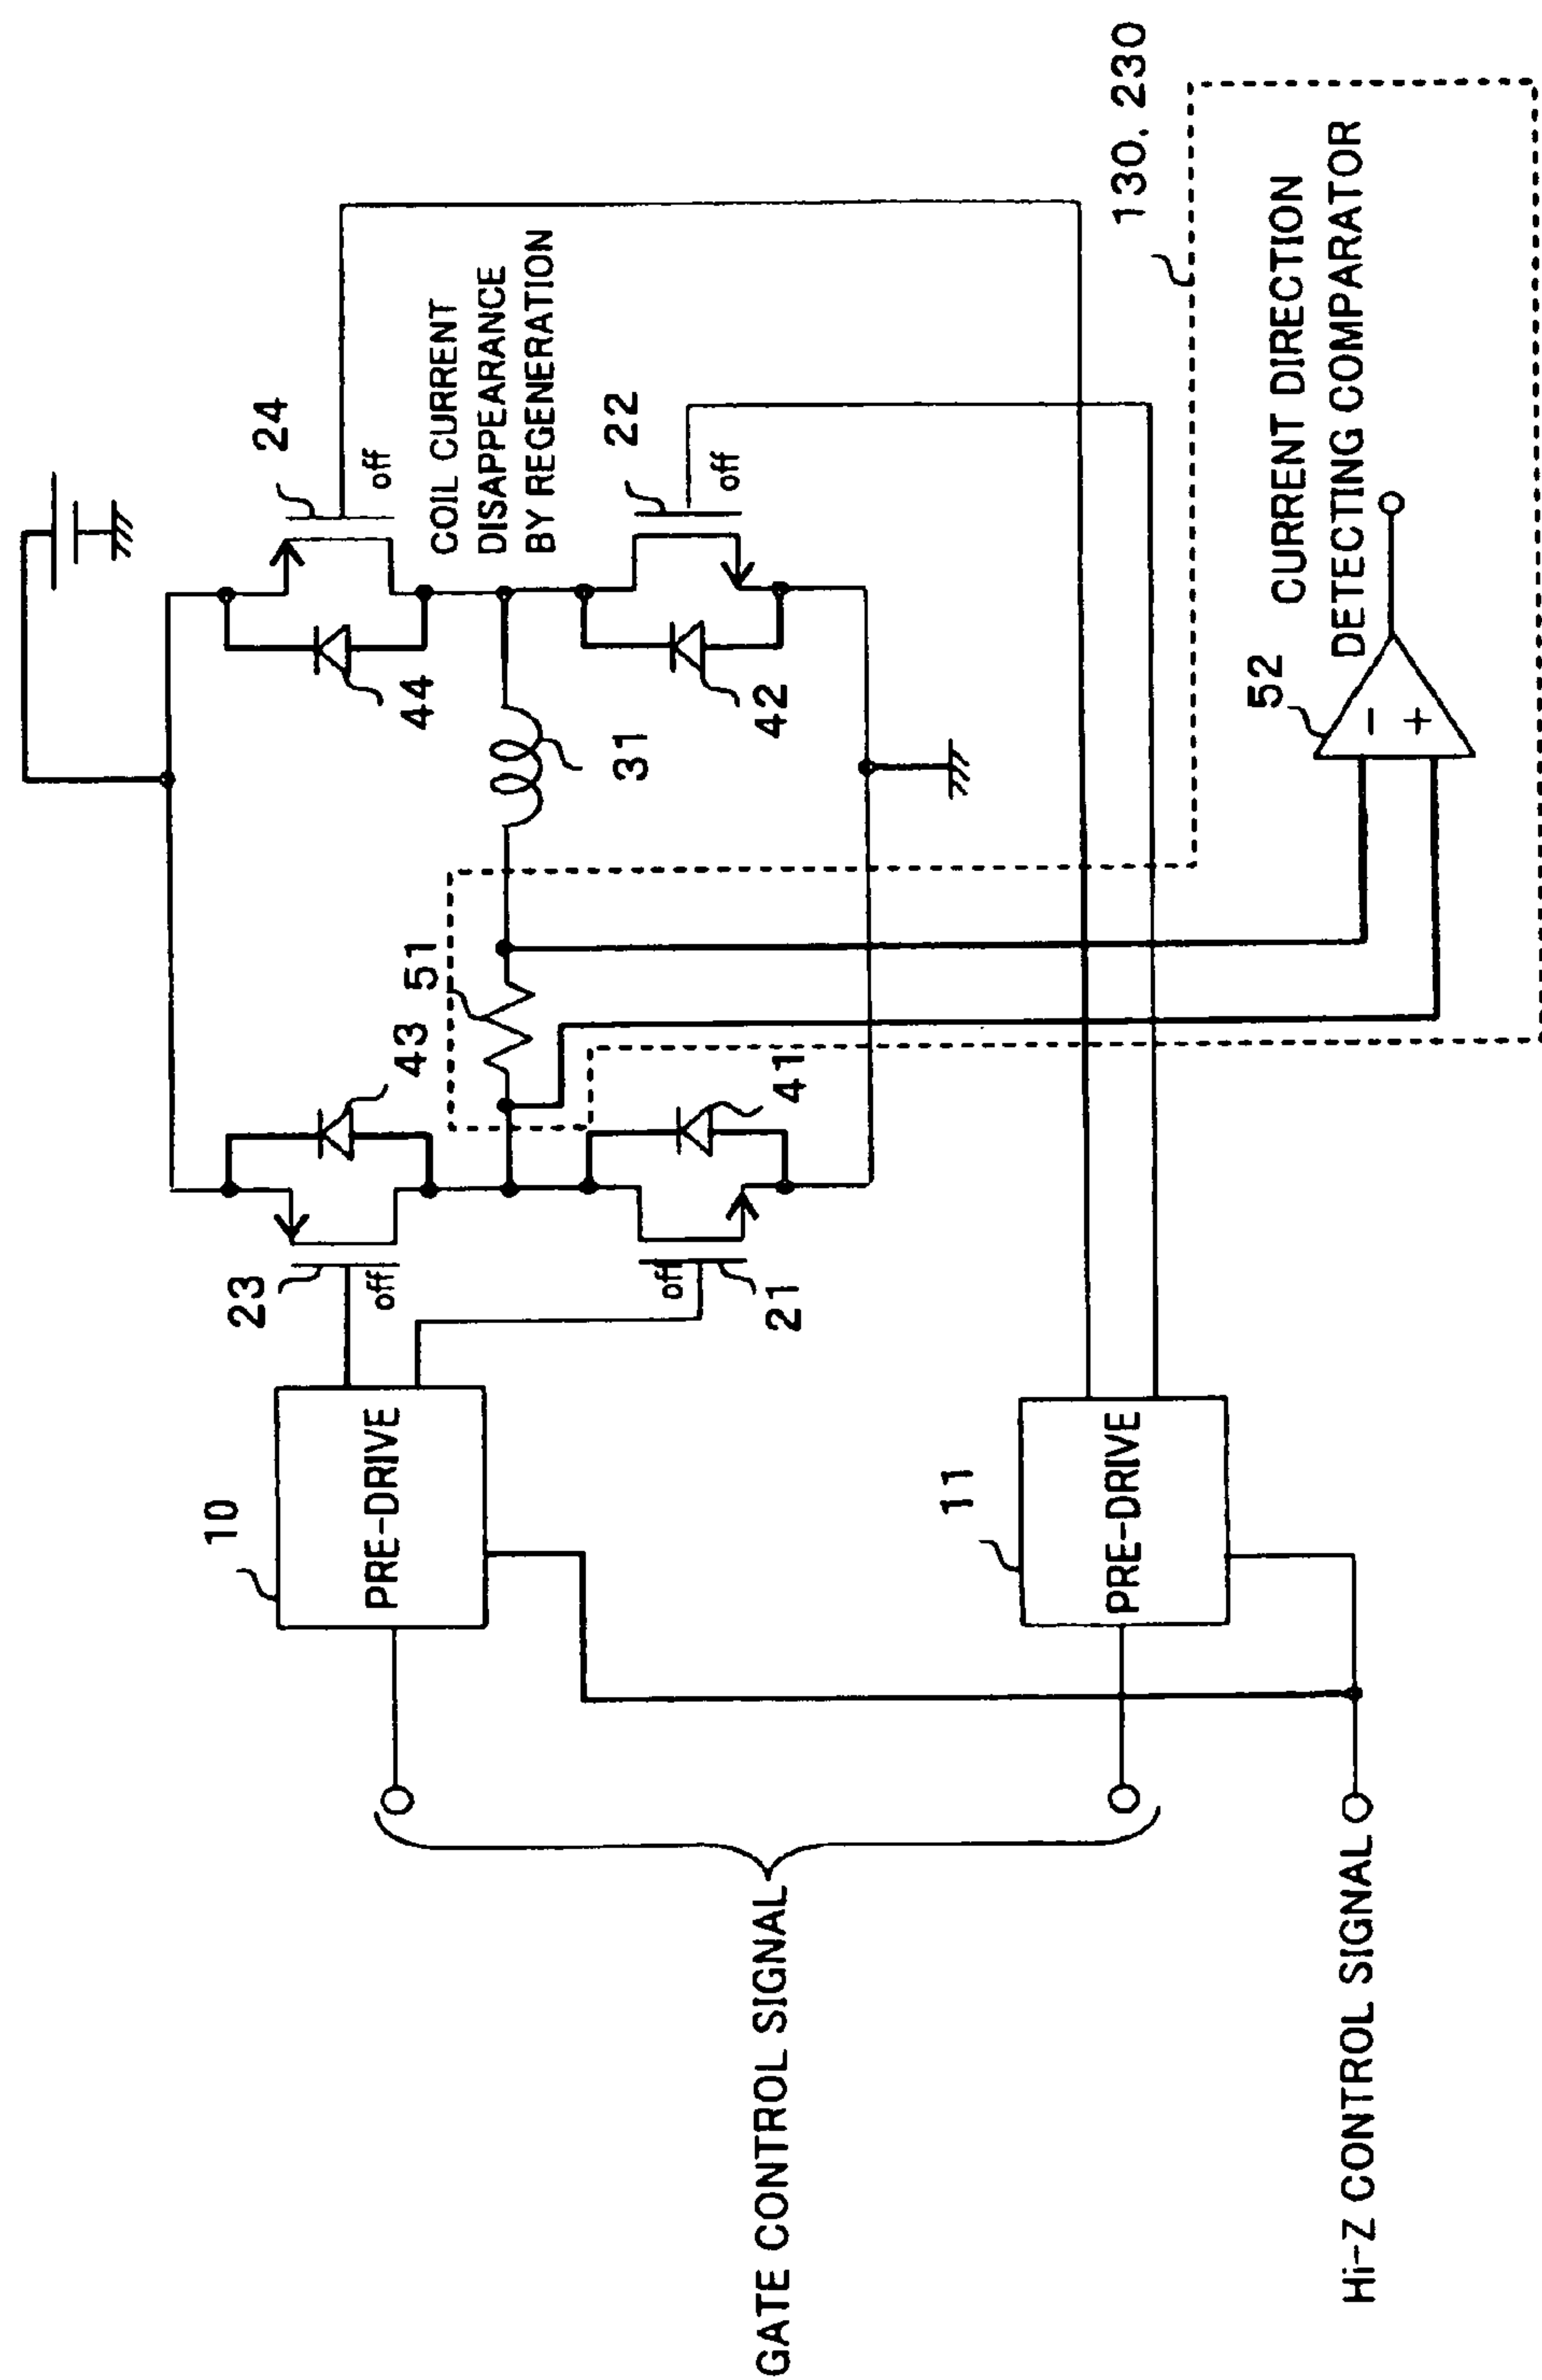 24
off
COIL CURRENT
DISAPPEARANCE
BY REGENERATION
22
off
44
42
31
130, 230
CURRENT DIRECTION
DETECTING COMPARATOR
52
−
+
51
43
41
23
off
off
21
10
PRE-DRIVE
11
PRE-DRIVE
GATE CONTROL SIGNAL
Hi-Z CONTROL SIGNAL